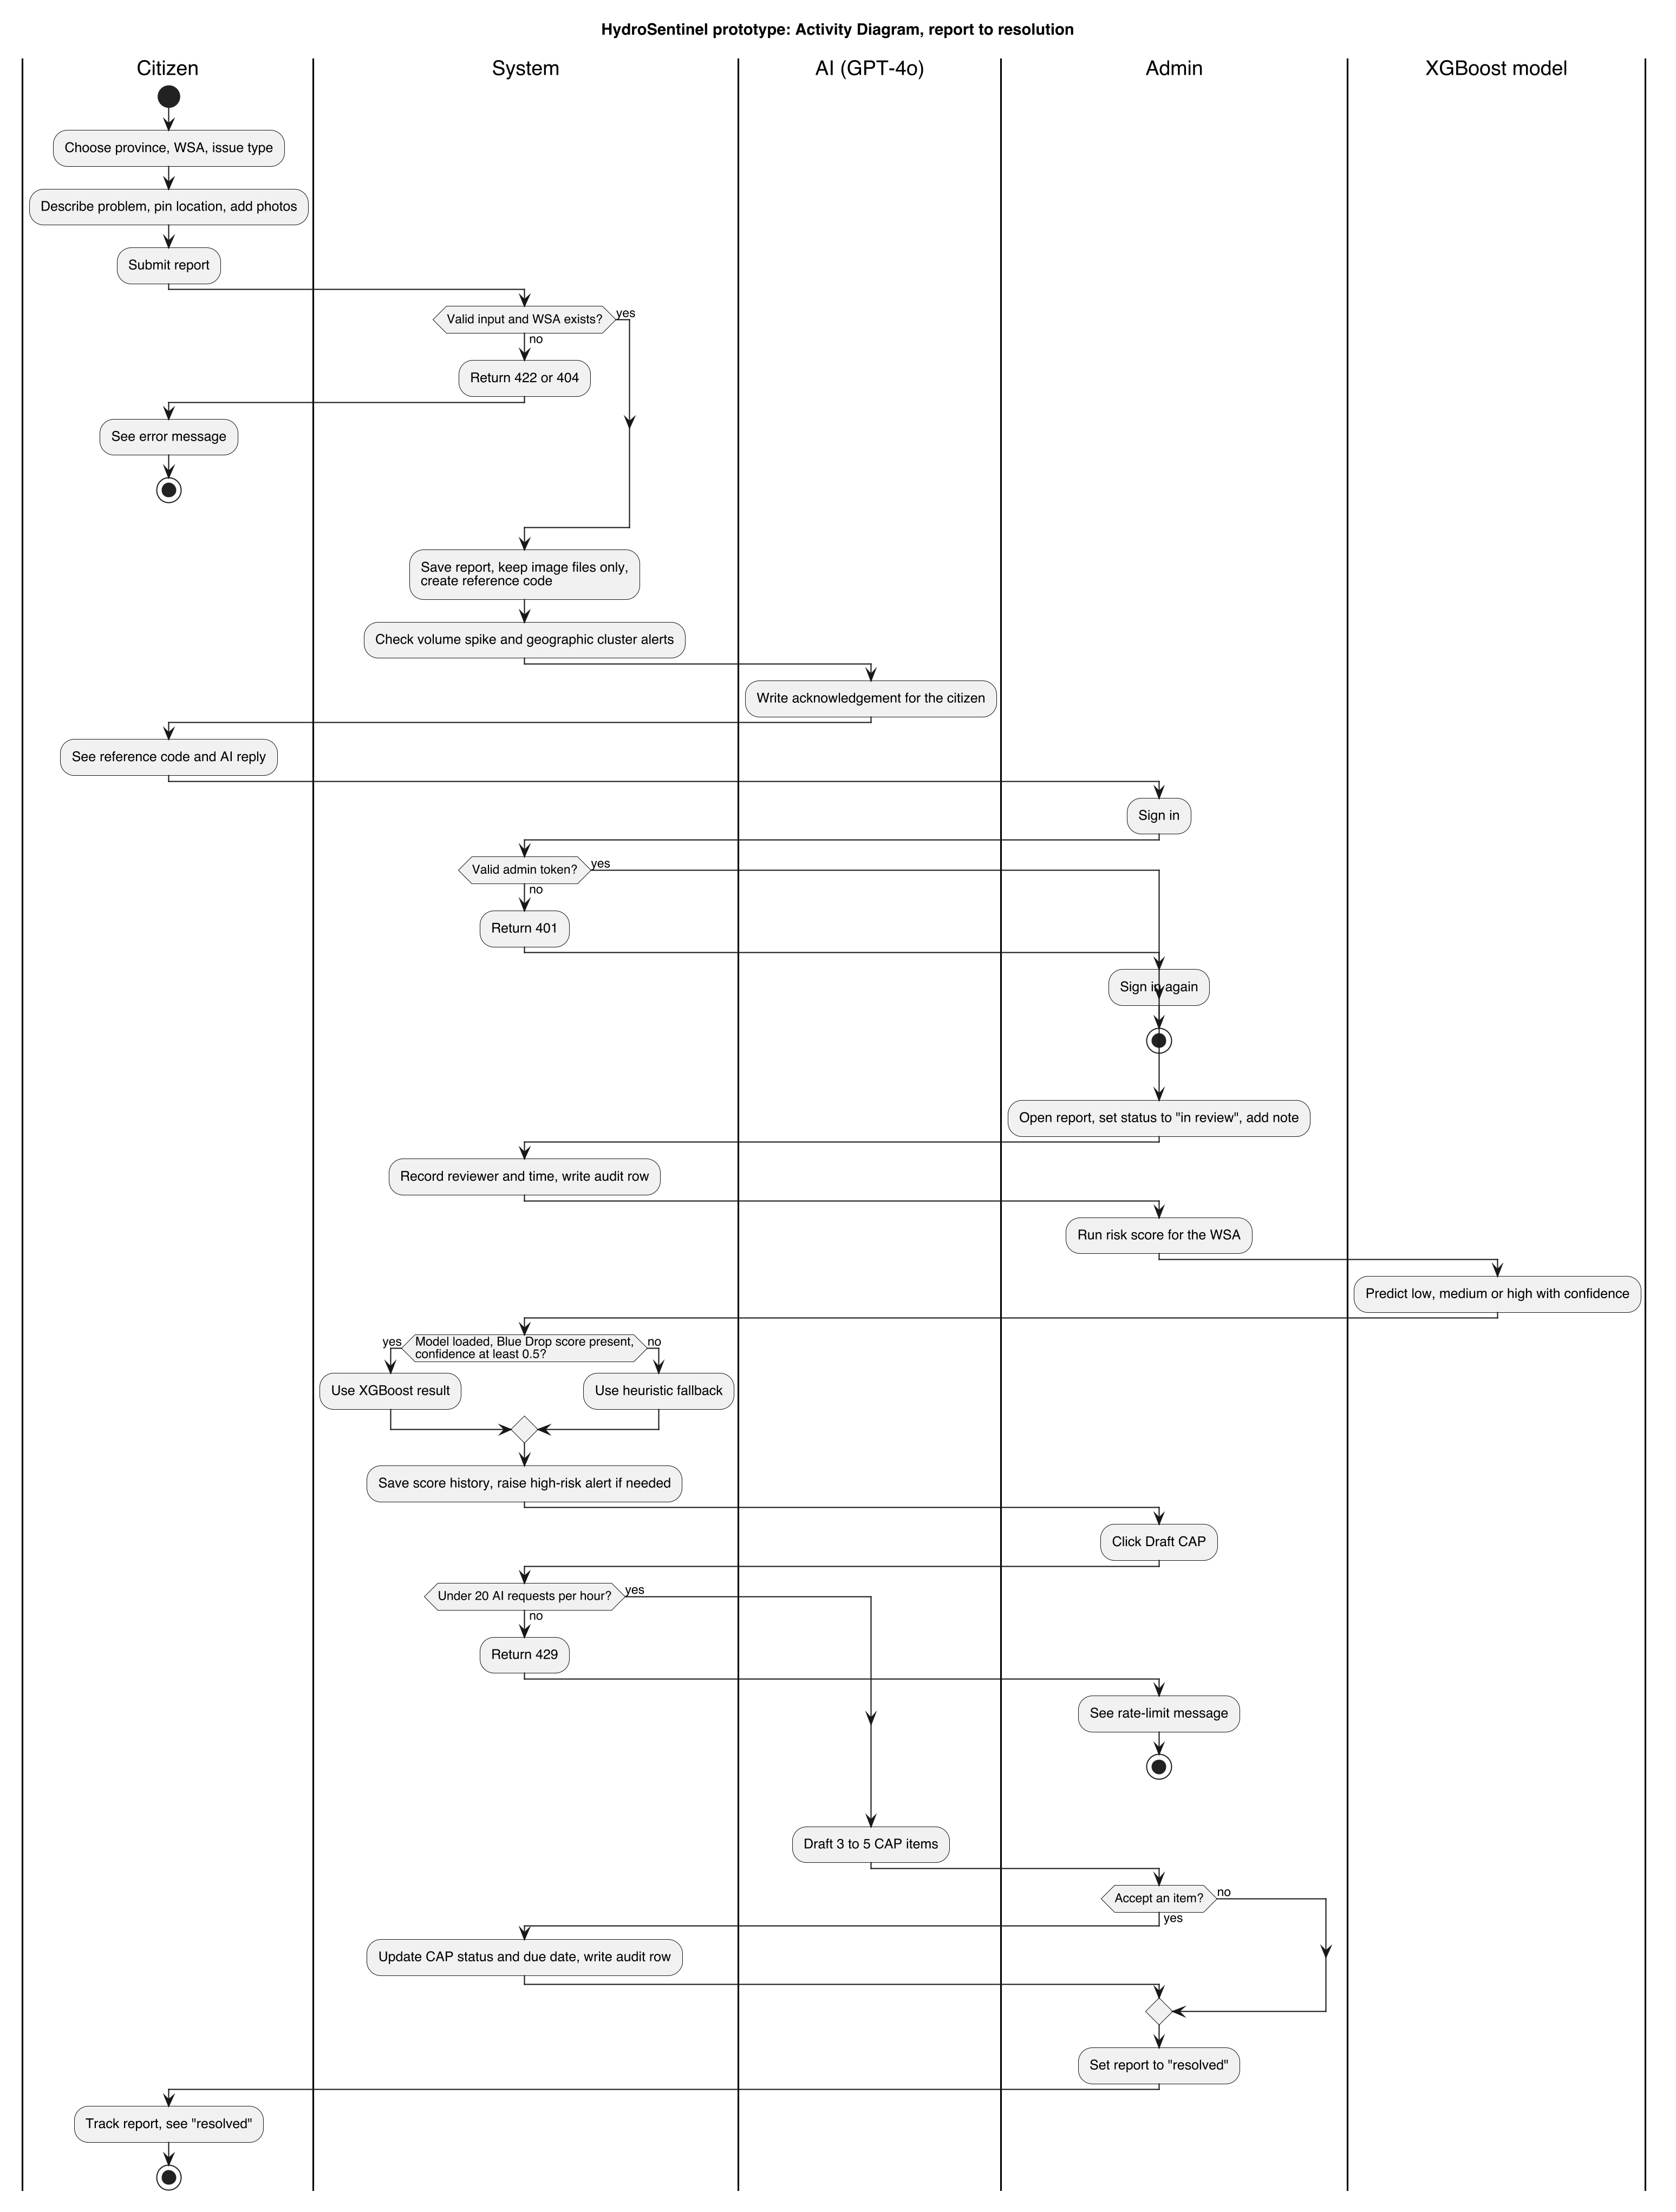 HydroSentinel prototype: Activity Diagram, report to resolution
Citizen
System
AI (GPT-4o)
Admin
XGBoost model
Choose province, WSA, issue type
Describe problem, pin location, add photos
Submit report
Valid input and WSA exists?
yes
no
Return 422 or 404
See error message
Save report, keep image files only,
create reference code
Check volume spike and geographic cluster alerts
Write acknowledgement for the citizen
See reference code and AI reply
Sign in
Valid admin token?
yes
no
Return 401
Sign in again
Open report, set status to "in review", add note
Record reviewer and time, write audit row
Run risk score for the WSA
Predict low, medium or high with confidence
yes
Model loaded, Blue Drop score present,
confidence at least 0.5?
no
Use XGBoost result
Use heuristic fallback
Save score history, raise high-risk alert if needed
Click Draft CAP
Under 20 AI requests per hour?
yes
no
Return 429
See rate-limit message
Draft 3 to 5 CAP items
Accept an item?
no
yes
Update CAP status and due date, write audit row
Set report to "resolved"
Track report, see "resolved"